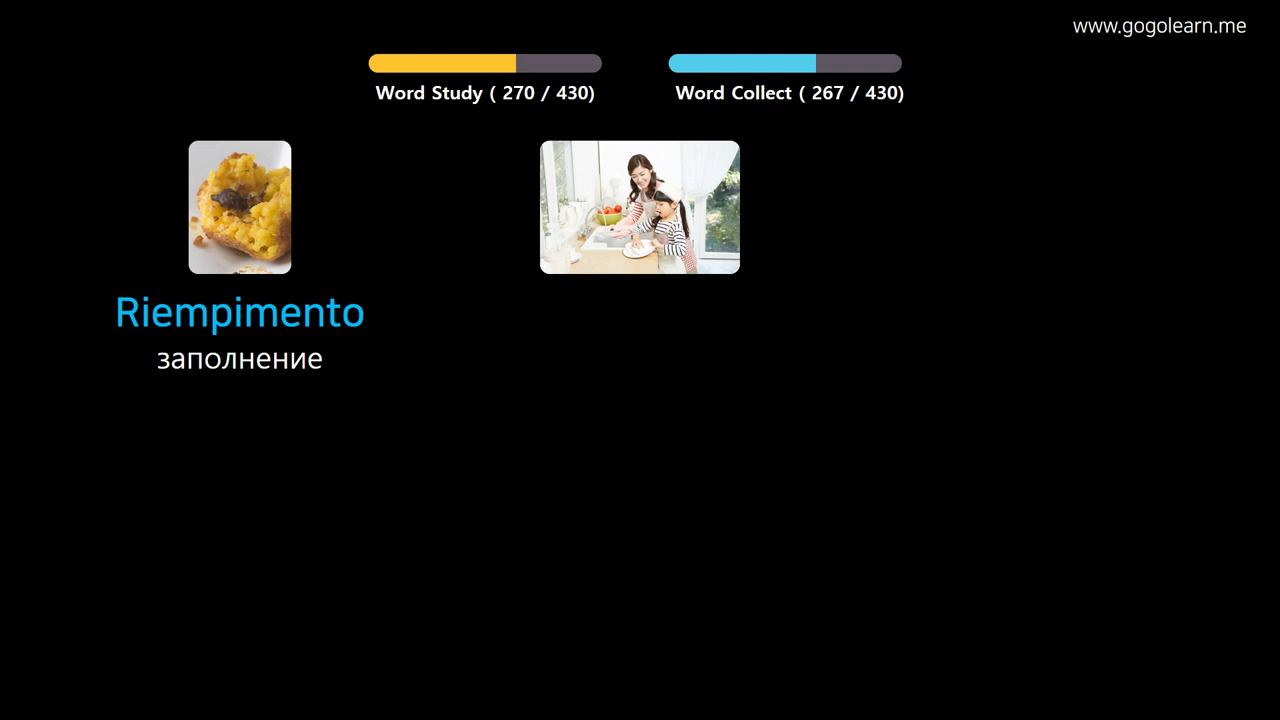 www.gogolearn.me
Word Study ( 270 / 430)
Word Collect ( 267 / 430)
Riempimento
заполнение